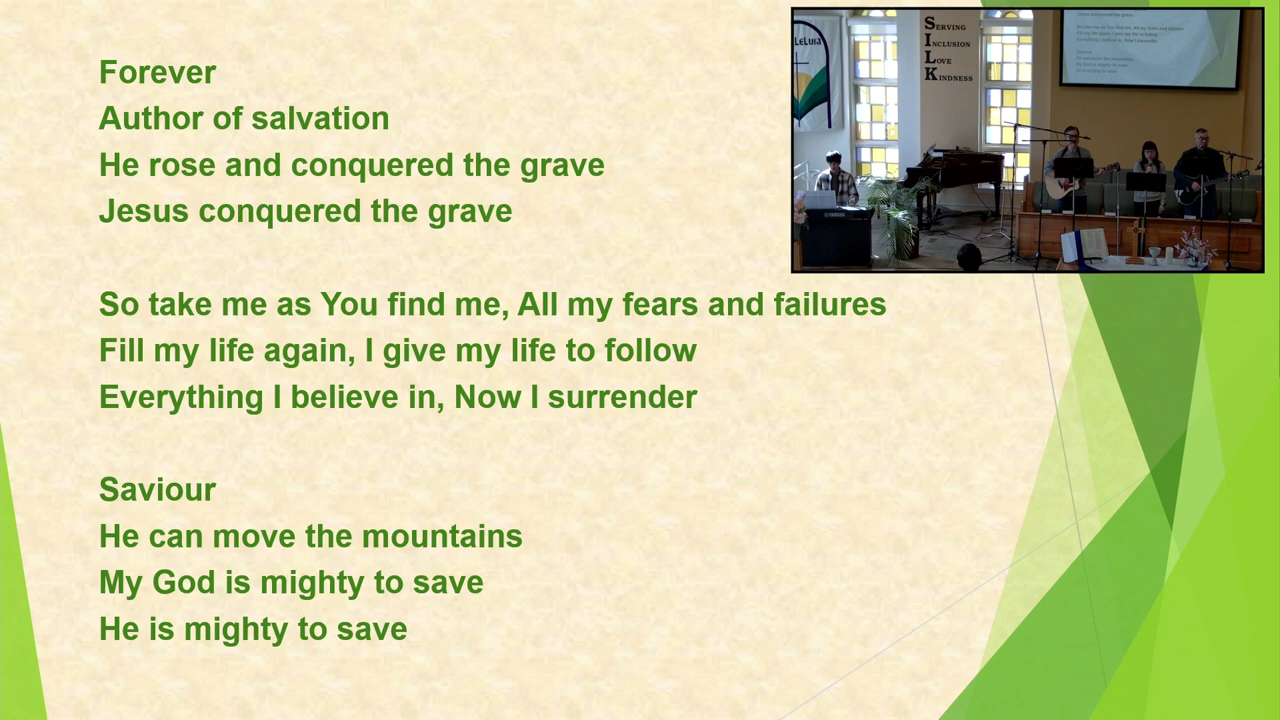 Forever
Author of salvation
He rose and conquered the grave
Jesus conquered the grave
So take me as You find me, All my fears and failures
Fill my life again, I give my life to follow
Everything I believe in, Now I surrender
Saviour
He can move the mountains
My God is mighty to save
He is mighty to save
SERVING
INCLUSION
LOVE
KINDNESS
YAMAHA